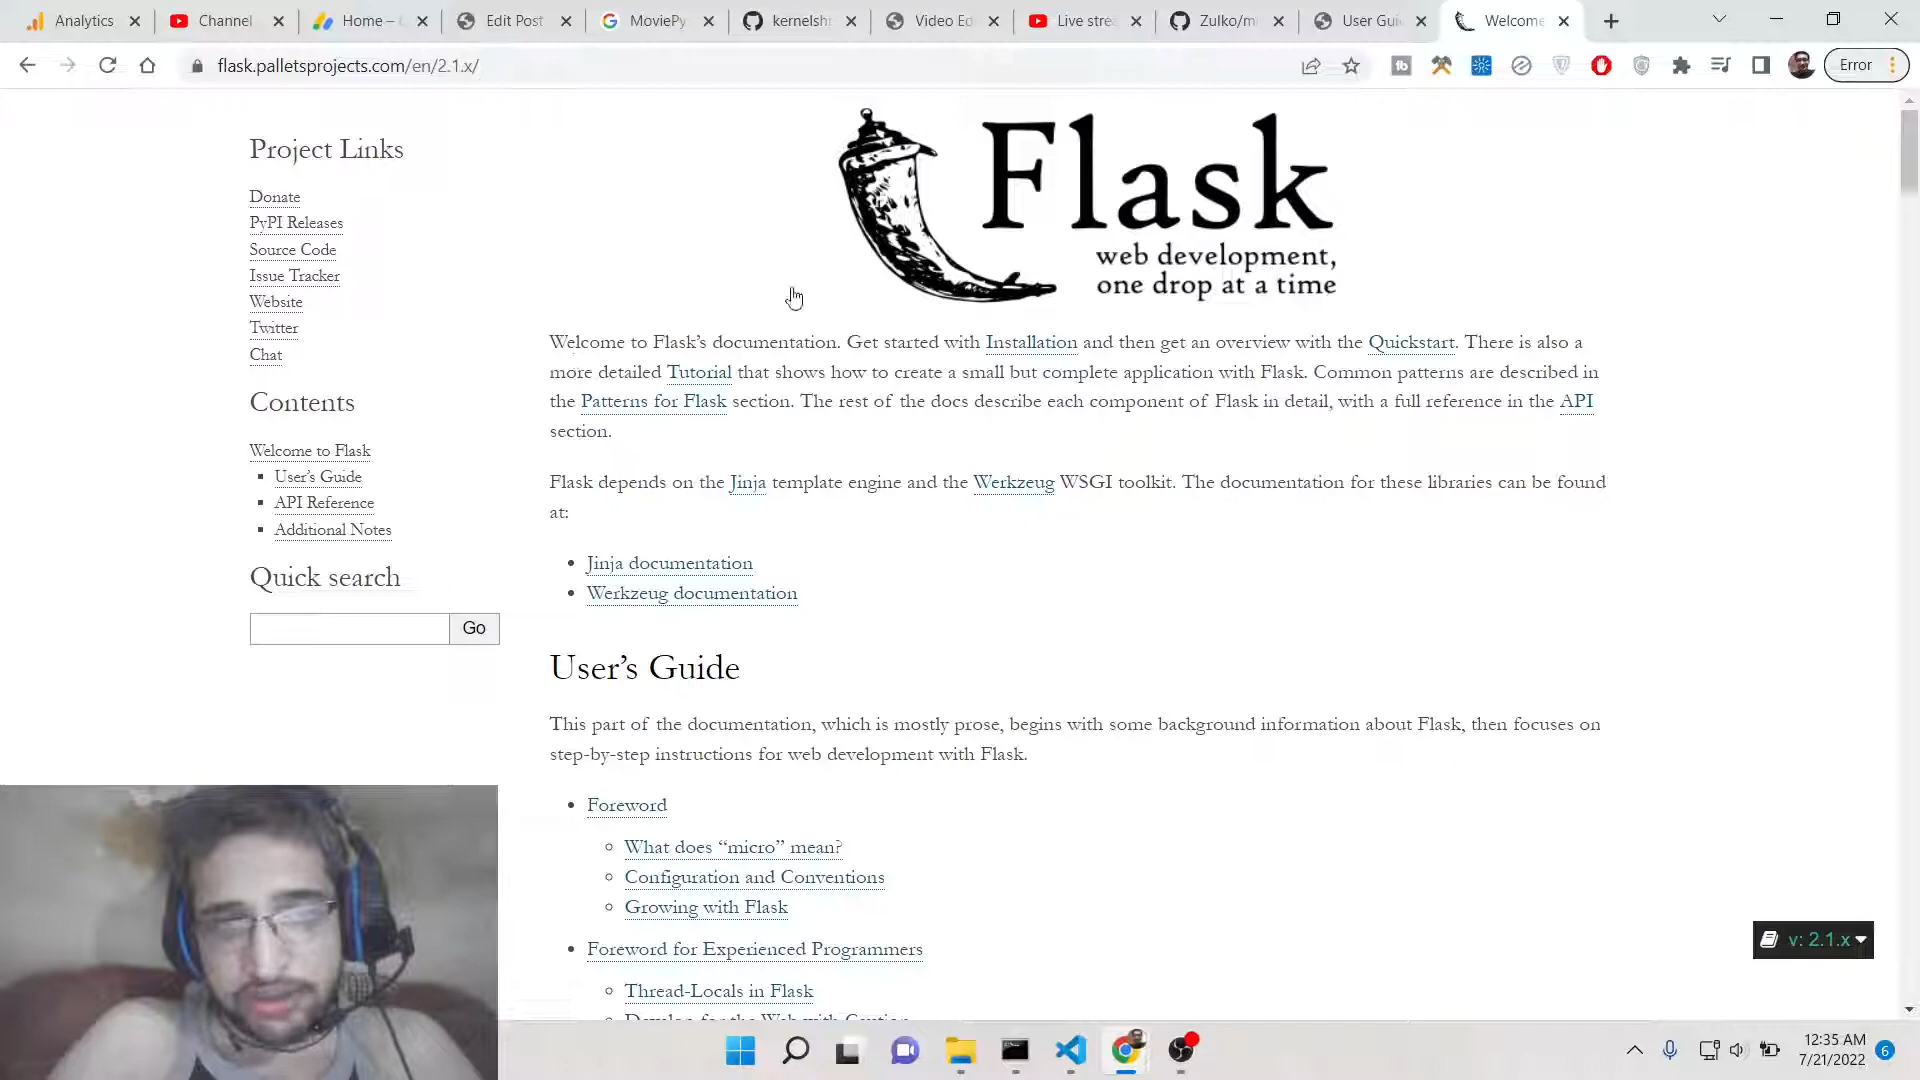 Analytics
Channel
Home –
Edit Post
MoviePy
kernelsh
Video Ed
Live strea
Zulko/m
User Gui
Welcome
flask.palletsprojects.com/en/2.1.x/
Error
Project Links
Donate
PyPI Releases
Source Code
Issue Tracker
Website
Twitter
Chat
Contents
Welcome to Flask
User’s Guide
API Reference
Additional Notes
Quick search
Go
Flask
web development,
one drop at a time
Welcome to Flask’s documentation. Get started with Installation and then get an overview with the Quickstart. There is also a
more detailed Tutorial that shows how to create a small but complete application with Flask. Common patterns are described in
the Patterns for Flask section. The rest of the docs describe each component of Flask in detail, with a full reference in the API
section.
Flask depends on the Jinja template engine and the Werkzeug WSGI toolkit. The documentation for these libraries can be found
at:
Jinja documentation
Werkzeug documentation
User’s Guide
This part of the documentation, which is mostly prose, begins with some background information about Flask, then focuses on
step-by-step instructions for web development with Flask.
Foreword
What does “micro” mean?
Configuration and Conventions
Growing with Flask
Foreword for Experienced Programmers
Thread-Locals in Flask
Develop for the Web with Caution
v: 2.1.x
12:35 AM
7/21/2022
6